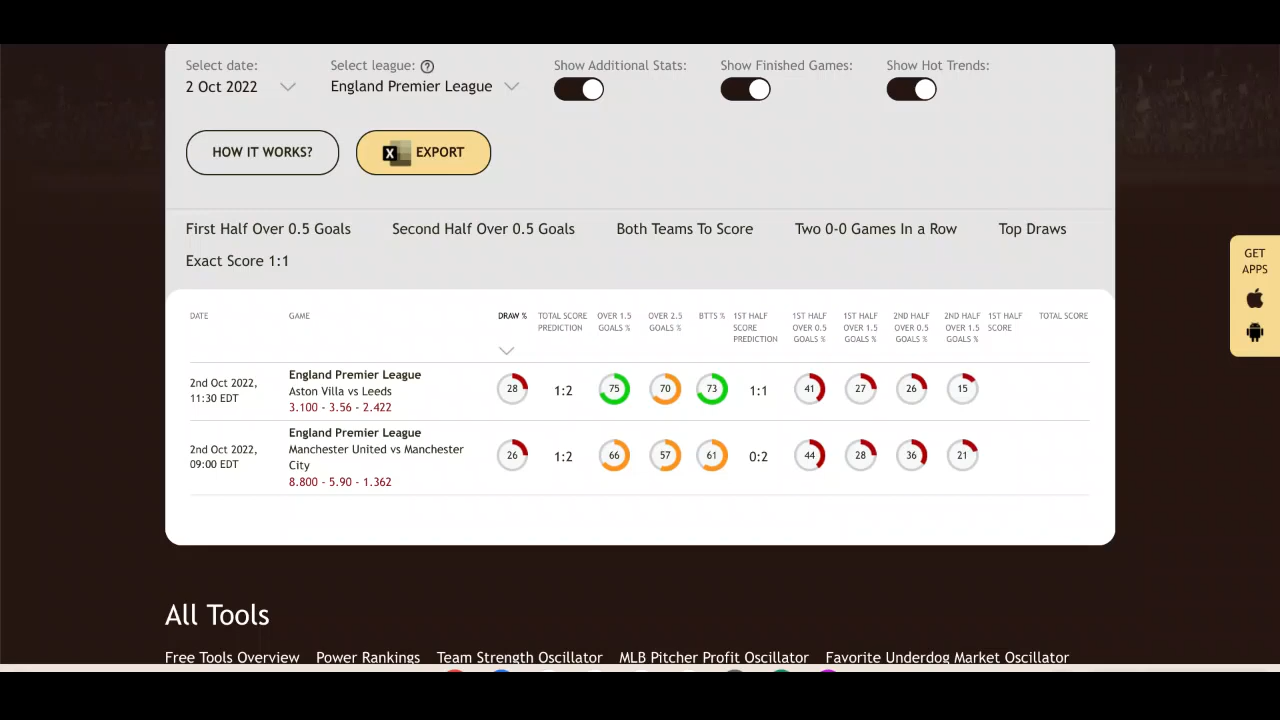 Select date:
2 Oct 2022
Select league: ?
England Premier League
Show Additional Stats:
Show Finished Games:
Show Hot Trends:
HOW IT WORKS?
X EXPORT
First Half Over 0.5 Goals
Second Half Over 0.5 Goals
Both Teams To Score
Two 0-0 Games In a Row
Top Draws
Exact Score 1:1
GET
APPS
DATE
GAME
DRAW %
TOTAL SCORE
PREDICTION
OVER 1.5
GOALS %
OVER 2.5
GOALS %
BTTS %
1ST HALF
SCORE
PREDICTION
1ST HALF
OVER 0.5
GOALS %
1ST HALF
OVER 1.5
GOALS %
2ND HALF
OVER 0.5
GOALS %
2ND HALF
OVER 1.5
GOALS %
1ST HALF
SCORE
TOTAL SCORE
2nd Oct 2022,
11:30 EDT
England Premier League
Aston Villa vs Leeds
3.100 - 3.56 - 2.422
28
1:2
75
70
73
1:1
41
27
26
15
2nd Oct 2022,
09:00 EDT
England Premier League
Manchester United vs Manchester
City
8.800 - 5.90 - 1.362
26
1:2
66
57
61
0:2
44
28
36
21
All Tools
Free Tools Overview
Power Rankings
Team Strength Oscillator
MLB Pitcher Profit Oscillator
Favorite Underdog Market Oscillator